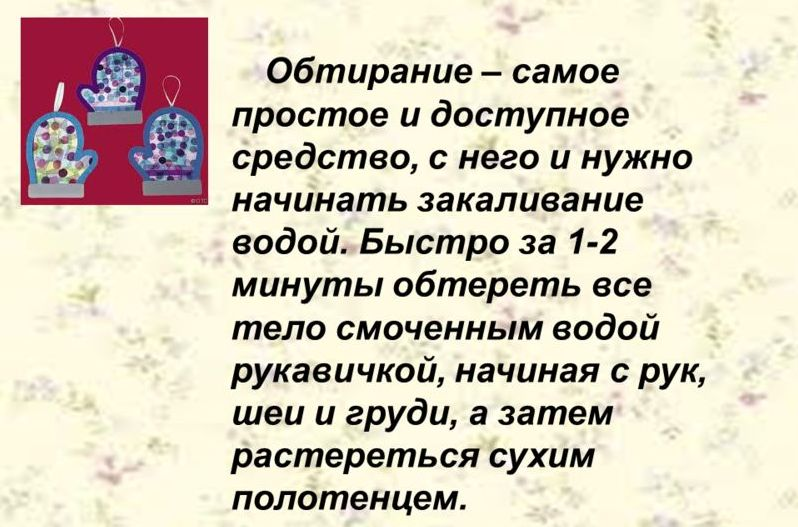 Обтирание – самое
простое и доступное
средство, с него и нужно
начинать закаливание
водой. Быстро за 1-2
минуты обтереть все
тело смоченным водой
рукавичкой, начиная с рук,
шеи и груди, а затем
растереться сухим
полотенцем.